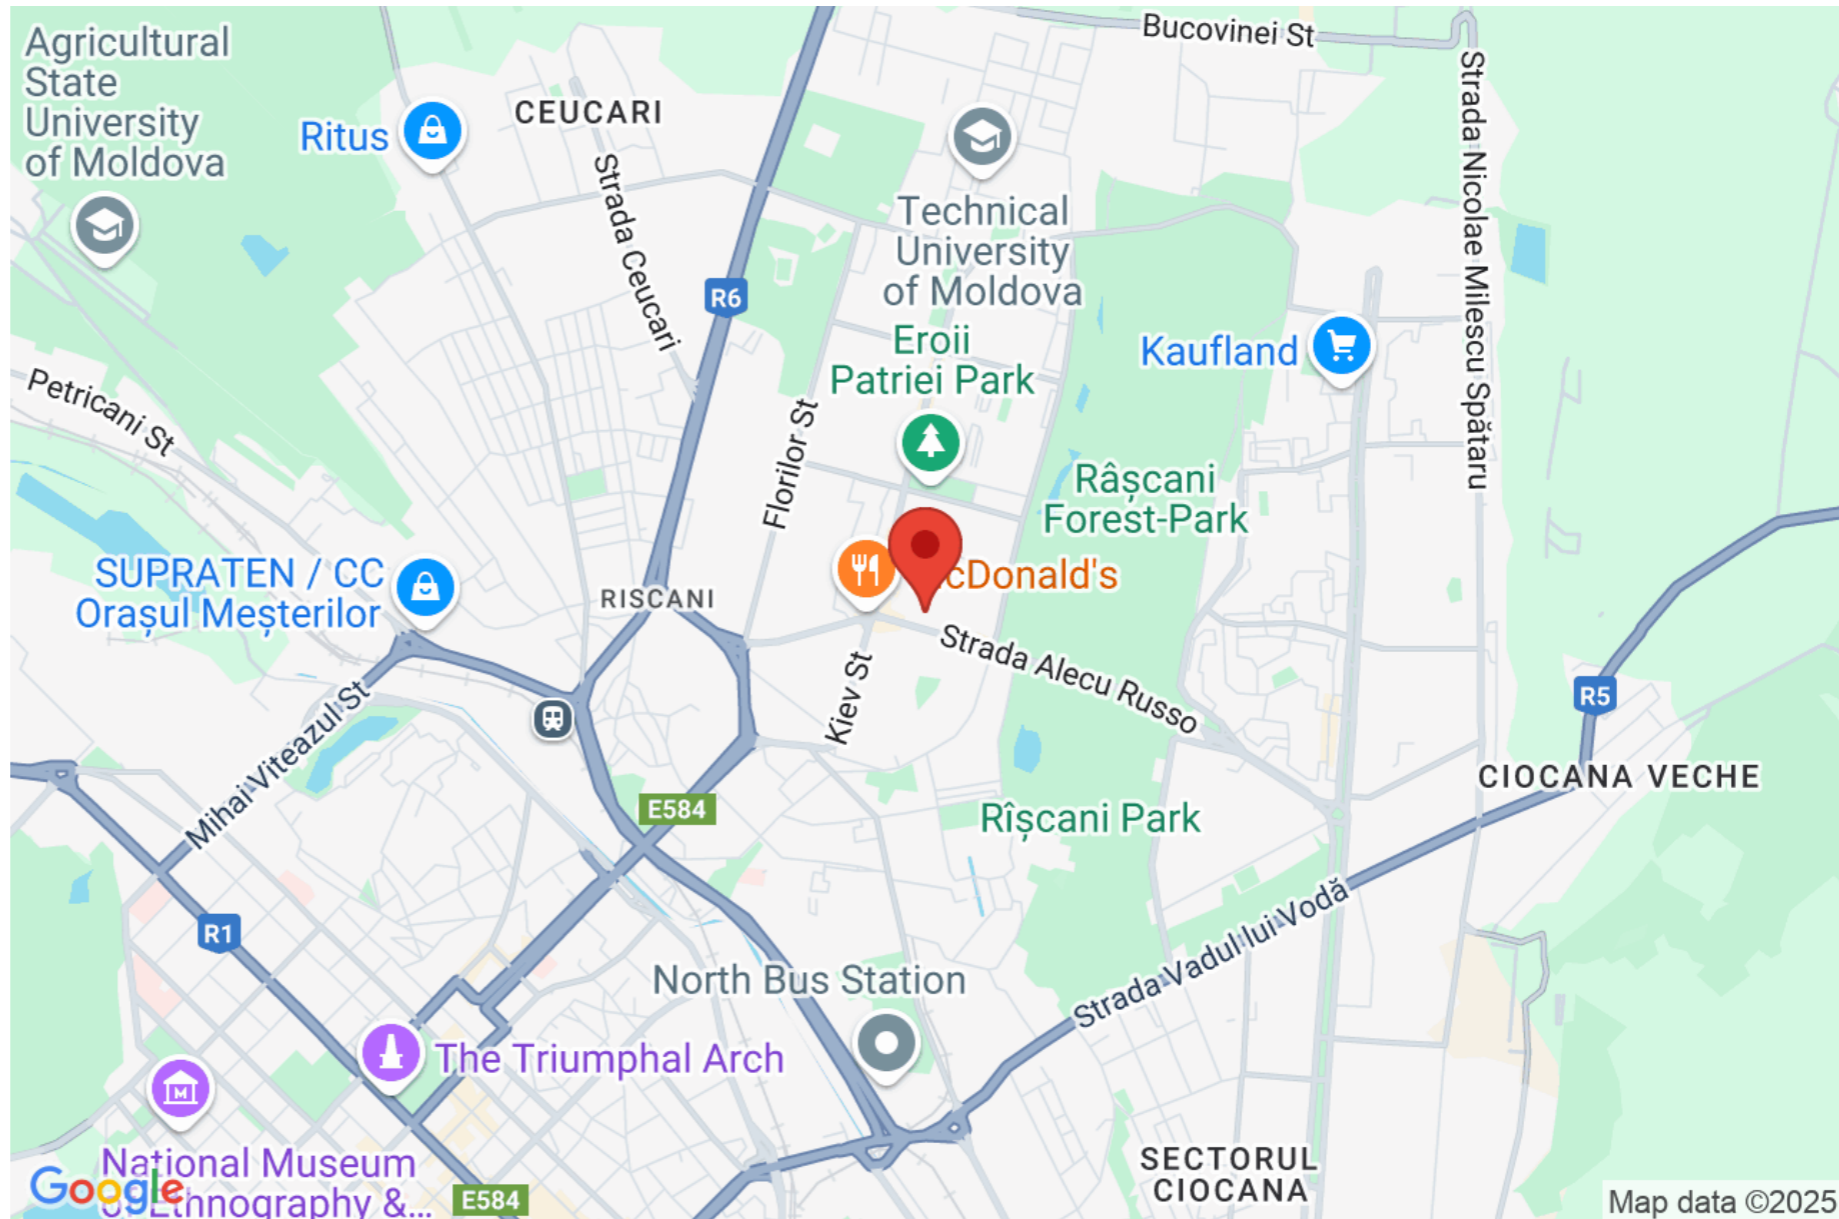 Agricultural
State
University
of Moldova
Ritus
CEUCARI
Strada Ceucari
R6
Bucovinei St
Strada Nicolae Milescu Spătaru
Technical
University
of Moldova
Eroii
Patriei Park
Kaufland
Petricani St
Florilor St
Râșcani
Forest-Park
SUPRATEN / CC
Orașul Meșterilor
RISCANI
cDonald's
Strada Alecu Russo
Kiev St
Mihai Viteazul St
R5
CIOCANA VECHE
E584
Rîșcani Park
R1
Strada Vadul lui Vodă
North Bus Station
The Triumphal Arch
M
National Museum
of Ethnography &...
Google
E584
SECTORUL
CIOCANA
Map data ©2025